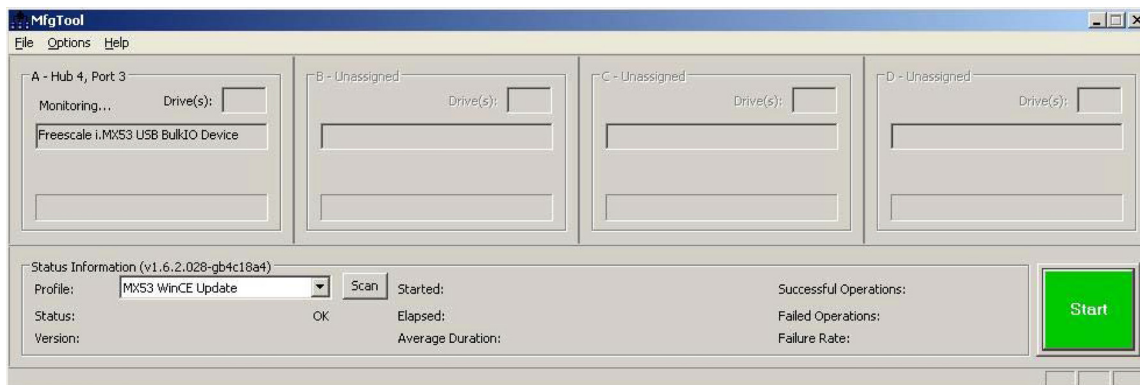 MfgTool
File Options Help
A - Hub 4, Port 3
Monitoring... Drive(s):
Freescale i.MX53 USB BulkIO Device
B - Unassigned
Drive(s):
C - Unassigned
Drive(s):
D - Unassigned
Drive(s):
Status Information (v1.6.2.028-gb4c18a4)
Profile: MX53 WinCE Update Scan Started: Successful Operations:
Status: OK Elapsed: Failed Operations:
Version: Average Duration: Failure Rate:
Start